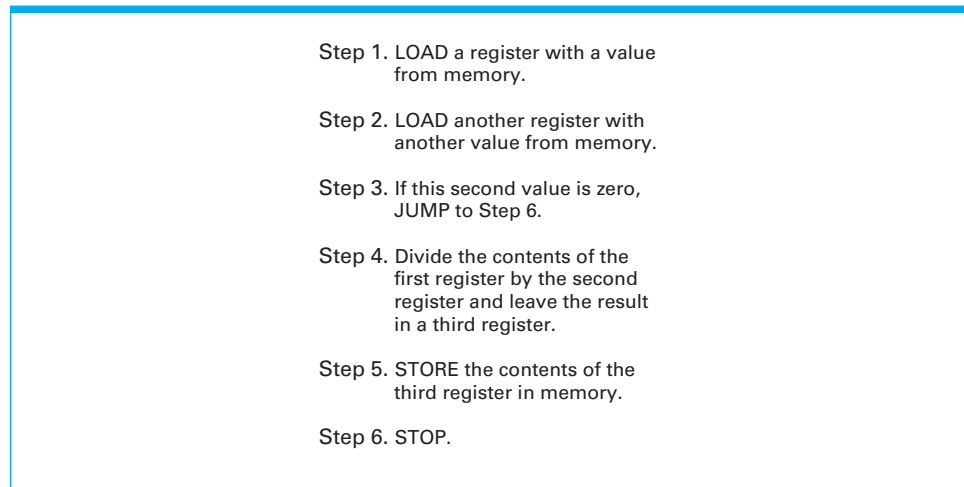 Step 1. LOAD a register with a value
from memory.
Step 2. LOAD another register with
another value from memory.
Step 3. If this second value is zero,
JUMP to Step 6.
Step 4. Divide the contents of the
first register by the second
register and leave the result
in a third register.
Step 5. STORE the contents of the
third register in memory.
Step 6. STOP.